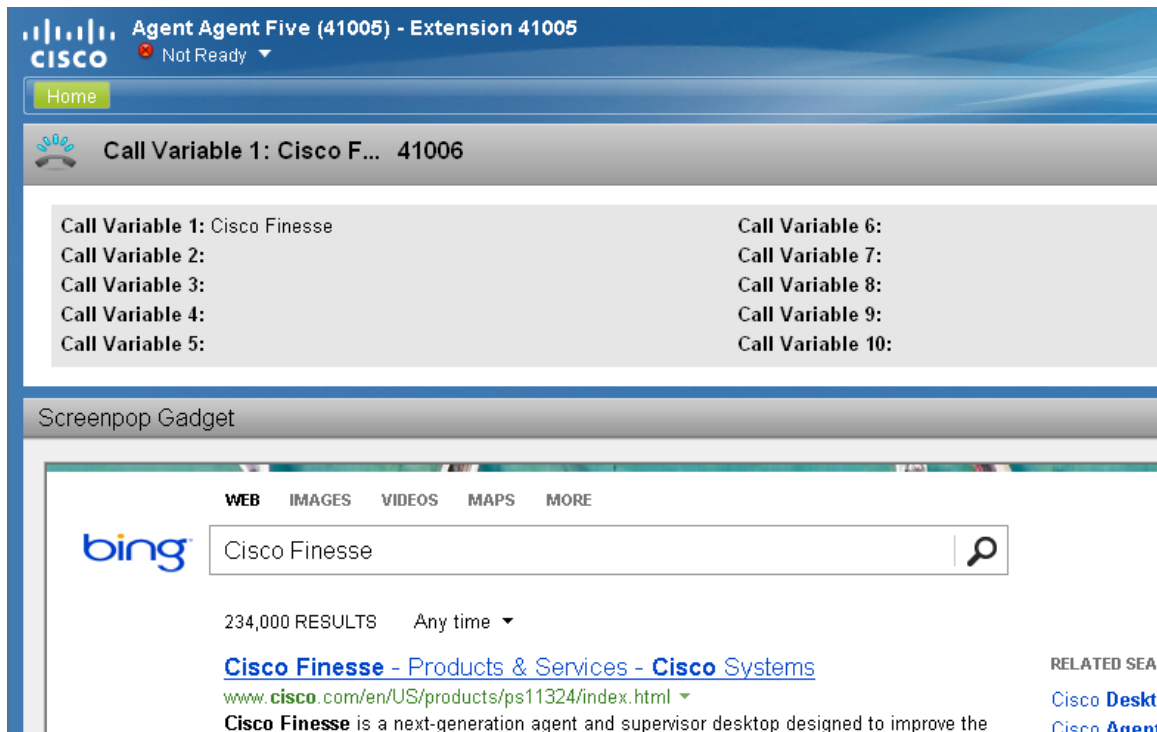 Agent Agent Five (41005) - Extension 41005
CISCO
Not Ready
Home
Call Variable 1: Cisco F... 41006
Call Variable 1: Cisco Finesse
Call Variable 2:
Call Variable 3:
Call Variable 4:
Call Variable 5:
Call Variable 6:
Call Variable 7:
Call Variable 8:
Call Variable 9:
Call Variable 10:
Screenpop Gadget
WEB IMAGES VIDEOS MAPS MORE
bing
Cisco Finesse
234,000 RESULTS Any time
Cisco Finesse - Products & Services - Cisco Systems
www.cisco.com/en/US/products/ps11324/index.html
Cisco Finesse is a next-generation agent and supervisor desktop designed to improve the
RELATED SEA
Cisco Deskt
Cisco Agent